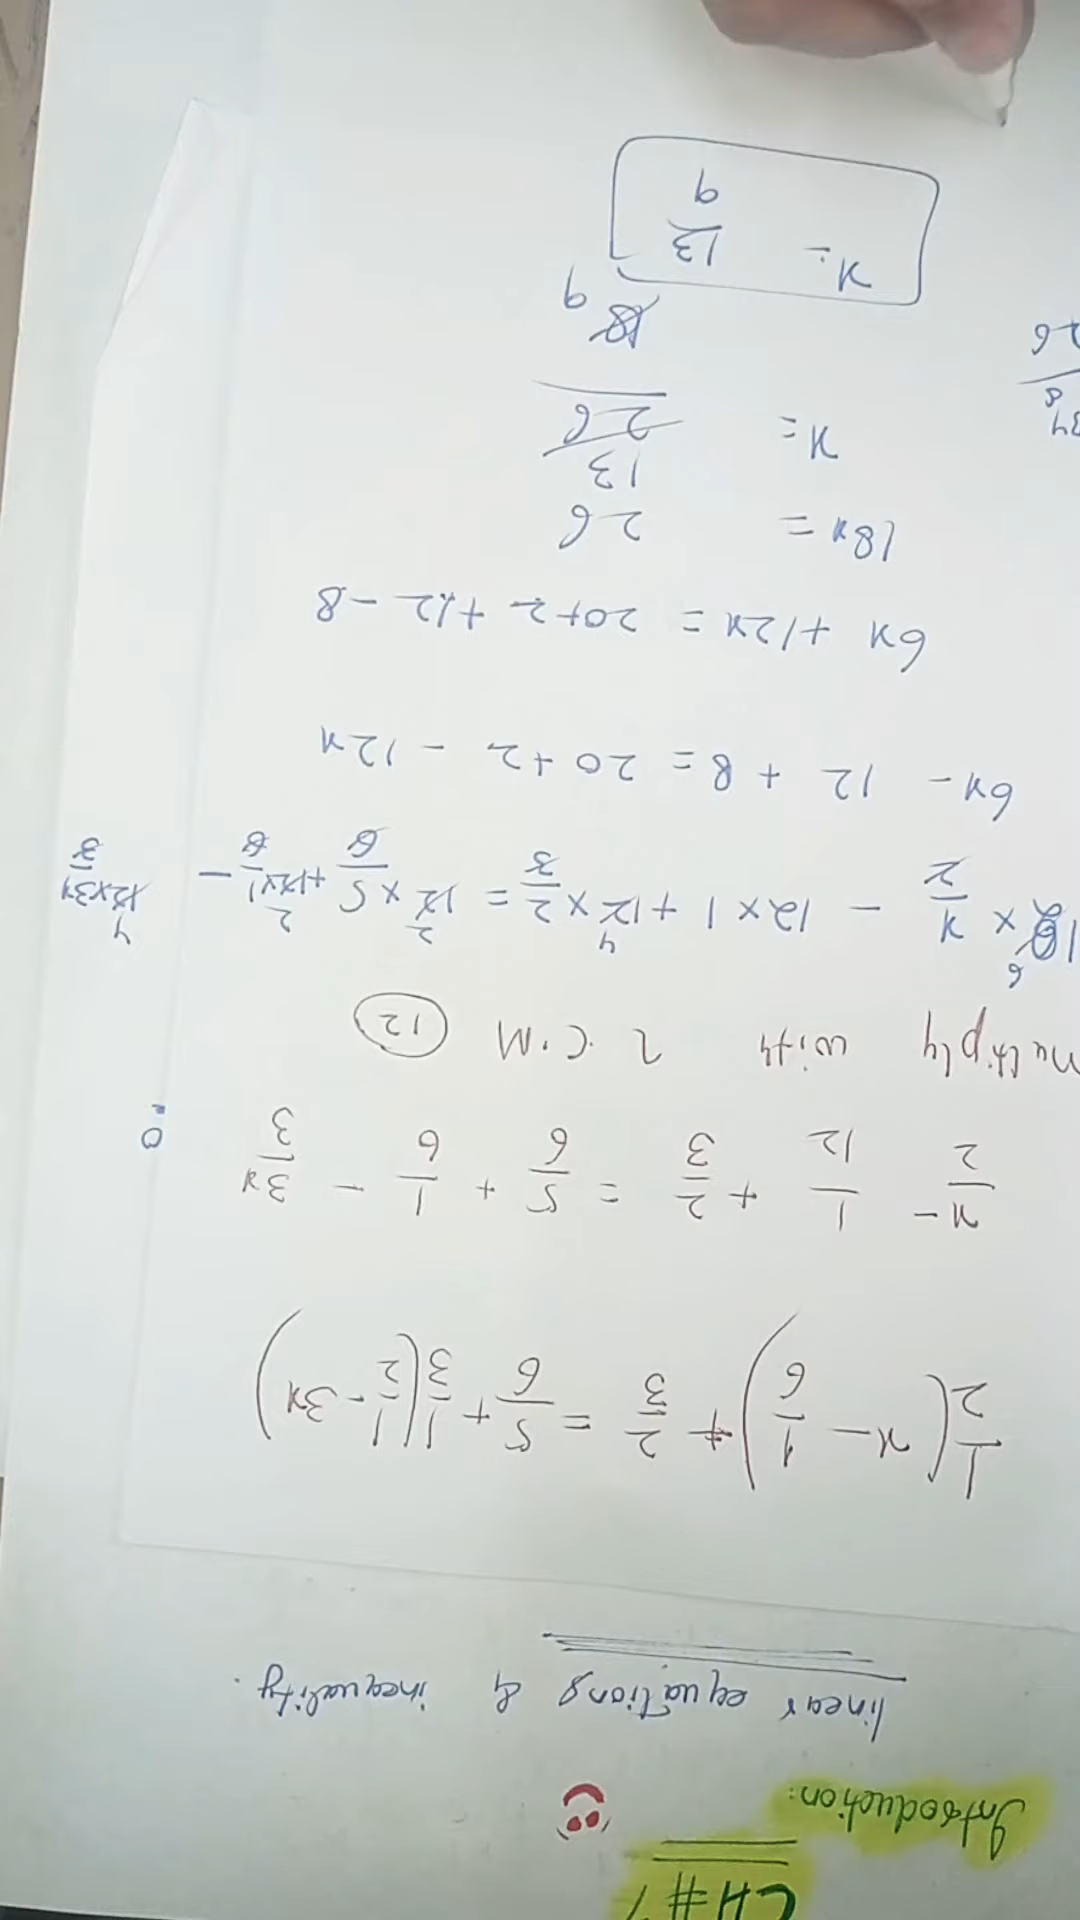 CH # 7
Introduction:
linear equations & inequality.
1/2 (x - 1/6) + 2/3 = 5/6 + 1/3 (1/2 - 3x)
x/2 - 1/12 + 2/3 = 5/6 + 1/6 - 3x/3
multiply with L.C.M 12
12 × x/2 - 12 × 1 + 12 × 2/3 = 12 × 5/6 + 12 × 1/6 - 12 × 3x/3
6x - 12 + 8 = 20 + 2 - 12x
6x + 12x = 20 + 2 + 12 - 8
18x = 26
x = 26/18
x = 13/9